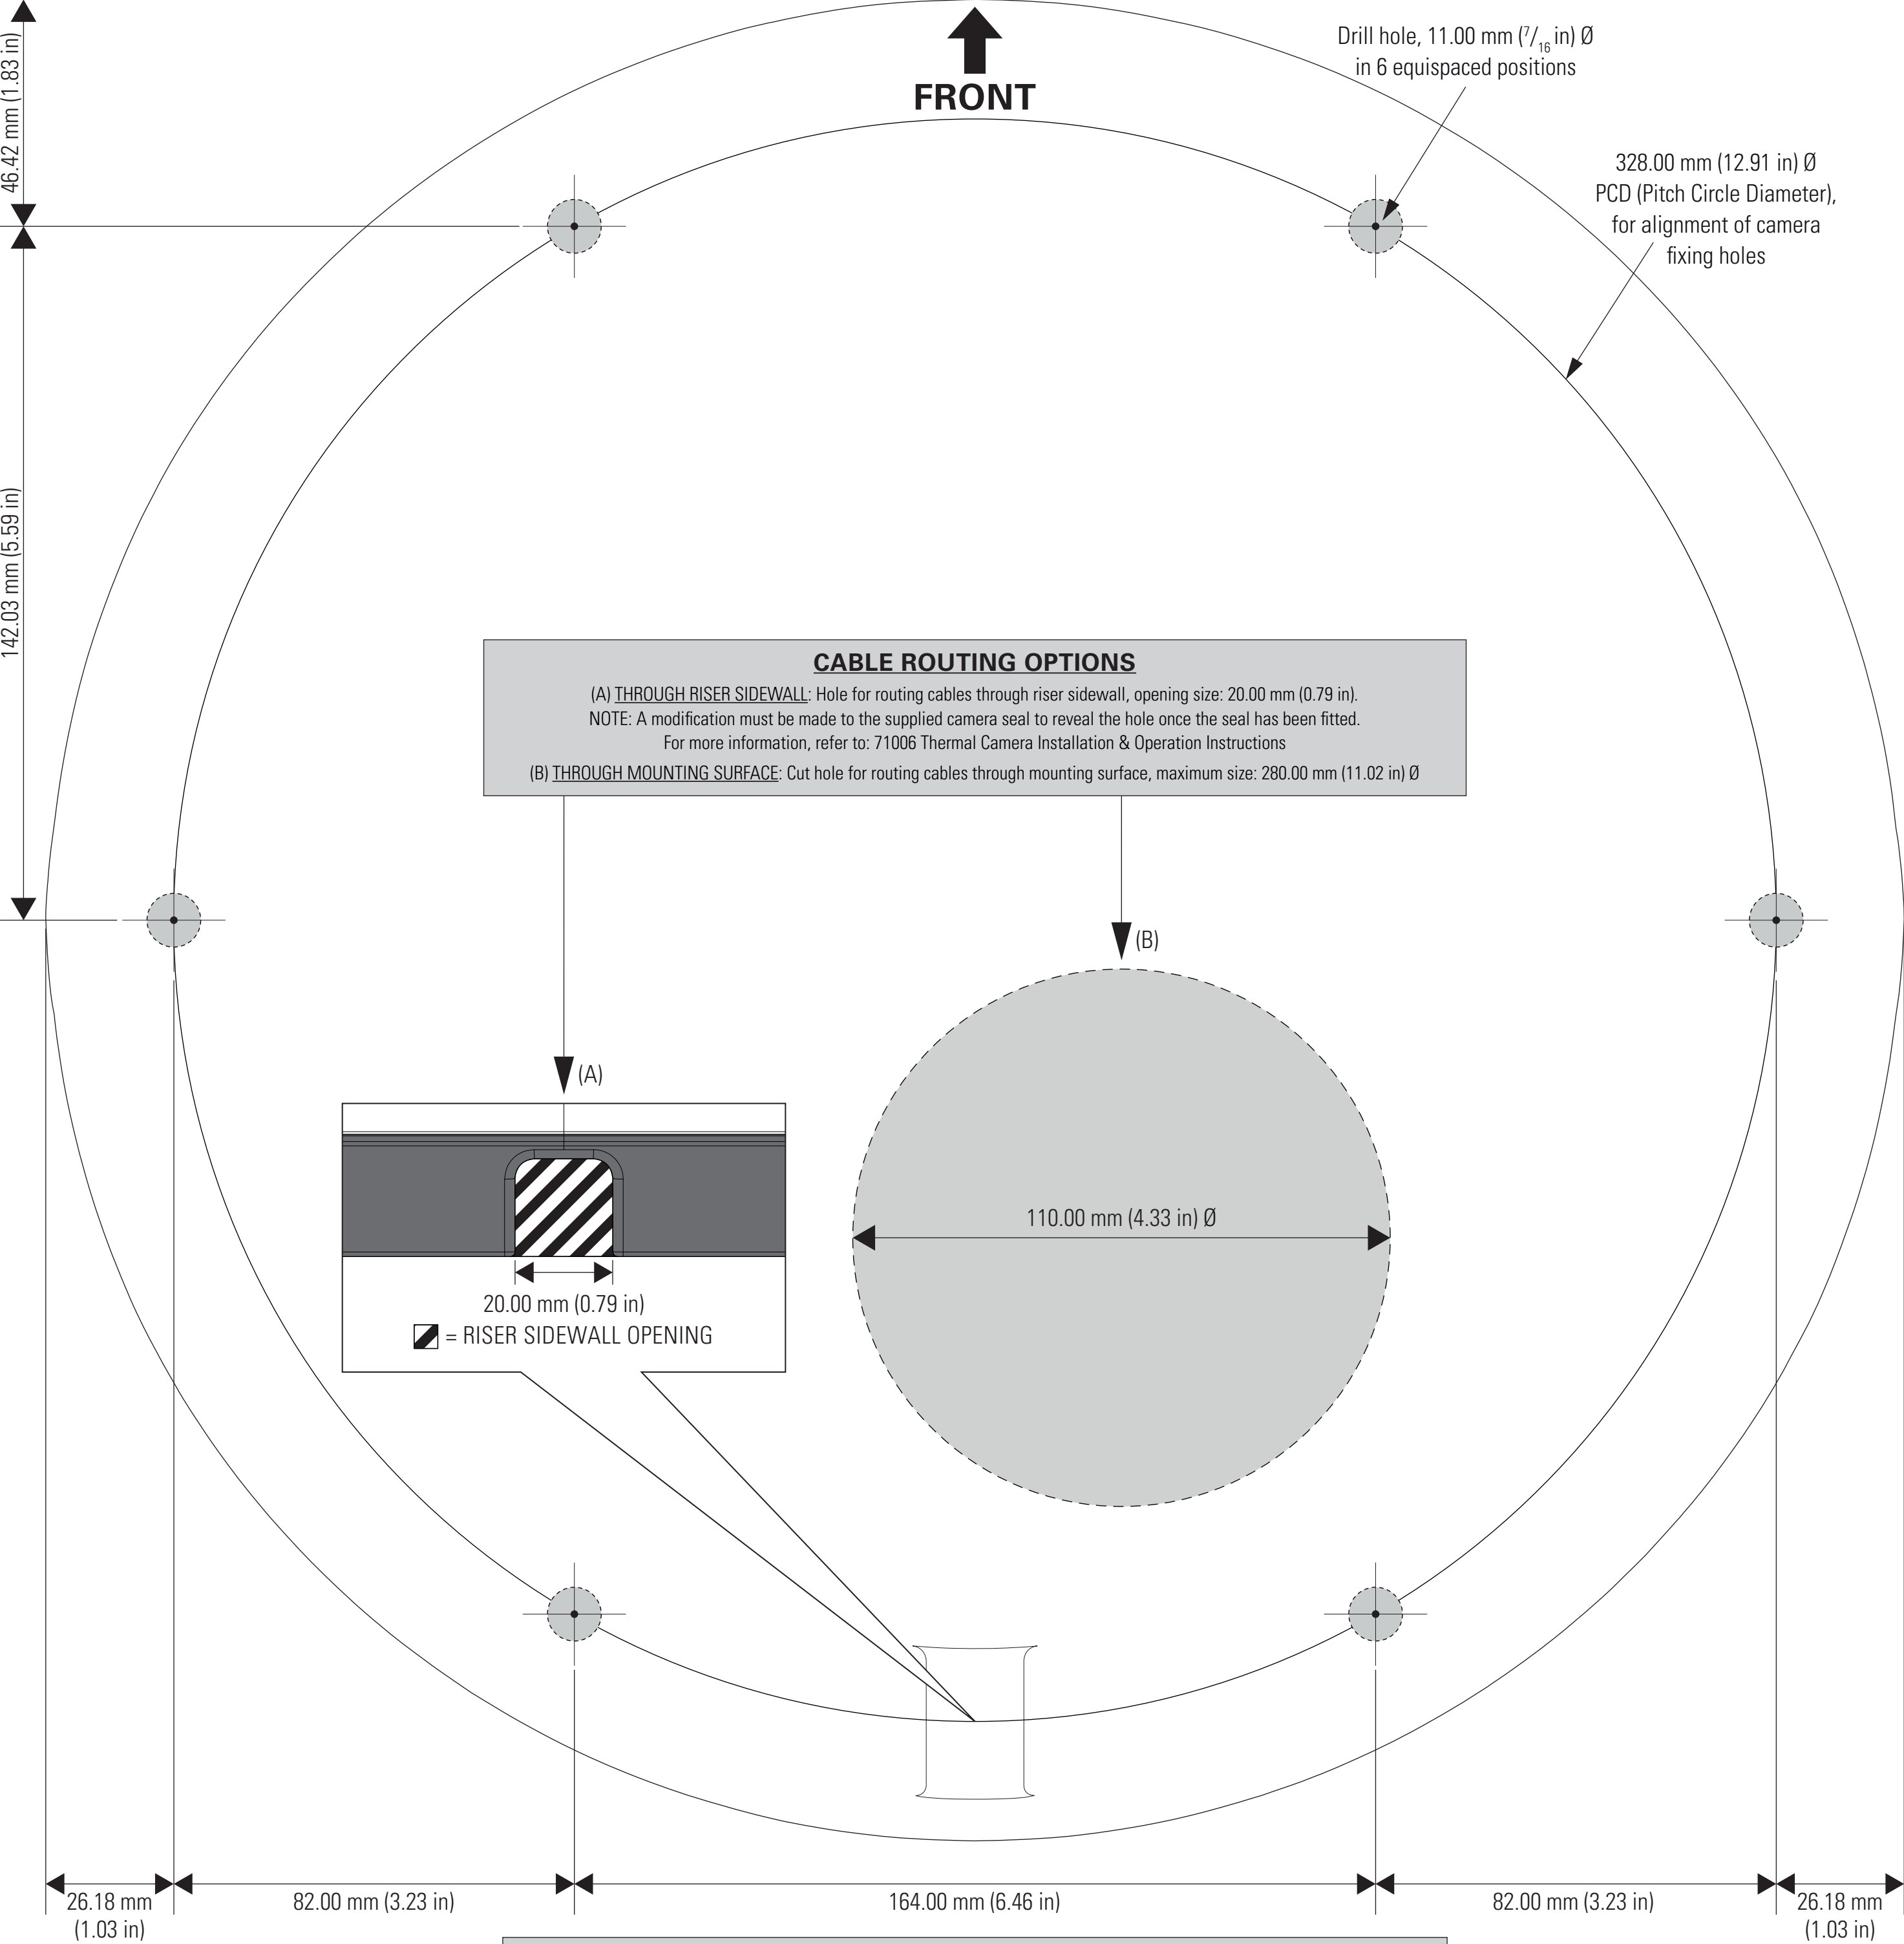 FRONT
Drill hole, 11.00 mm (7/16 in) Ø
in 6 equispaced positions
328.00 mm (12.91 in) Ø
PCD (Pitch Circle Diameter),
for alignment of camera
fixing holes
46.42 mm (1.83 in)
142.03 mm (5.59 in)
CABLE ROUTING OPTIONS
(A) THROUGH RISER SIDEWALL: Hole for routing cables through riser sidewall, opening size: 20.00 mm (0.79 in).
NOTE: A modification must be made to the supplied camera seal to reveal the hole once the seal has been fitted.
For more information, refer to: 71006 Thermal Camera Installation & Operation Instructions
(B) THROUGH MOUNTING SURFACE: Cut hole for routing cables through mounting surface, maximum size: 280.00 mm (11.02 in) Ø
(B)
(A)
110.00 mm (4.33 in) Ø
20.00 mm (0.79 in)
= RISER SIDEWALL OPENING
26.18 mm
(1.03 in)
82.00 mm (3.23 in)
164.00 mm (6.46 in)
82.00 mm (3.23 in)
26.18 mm
(1.03 in)